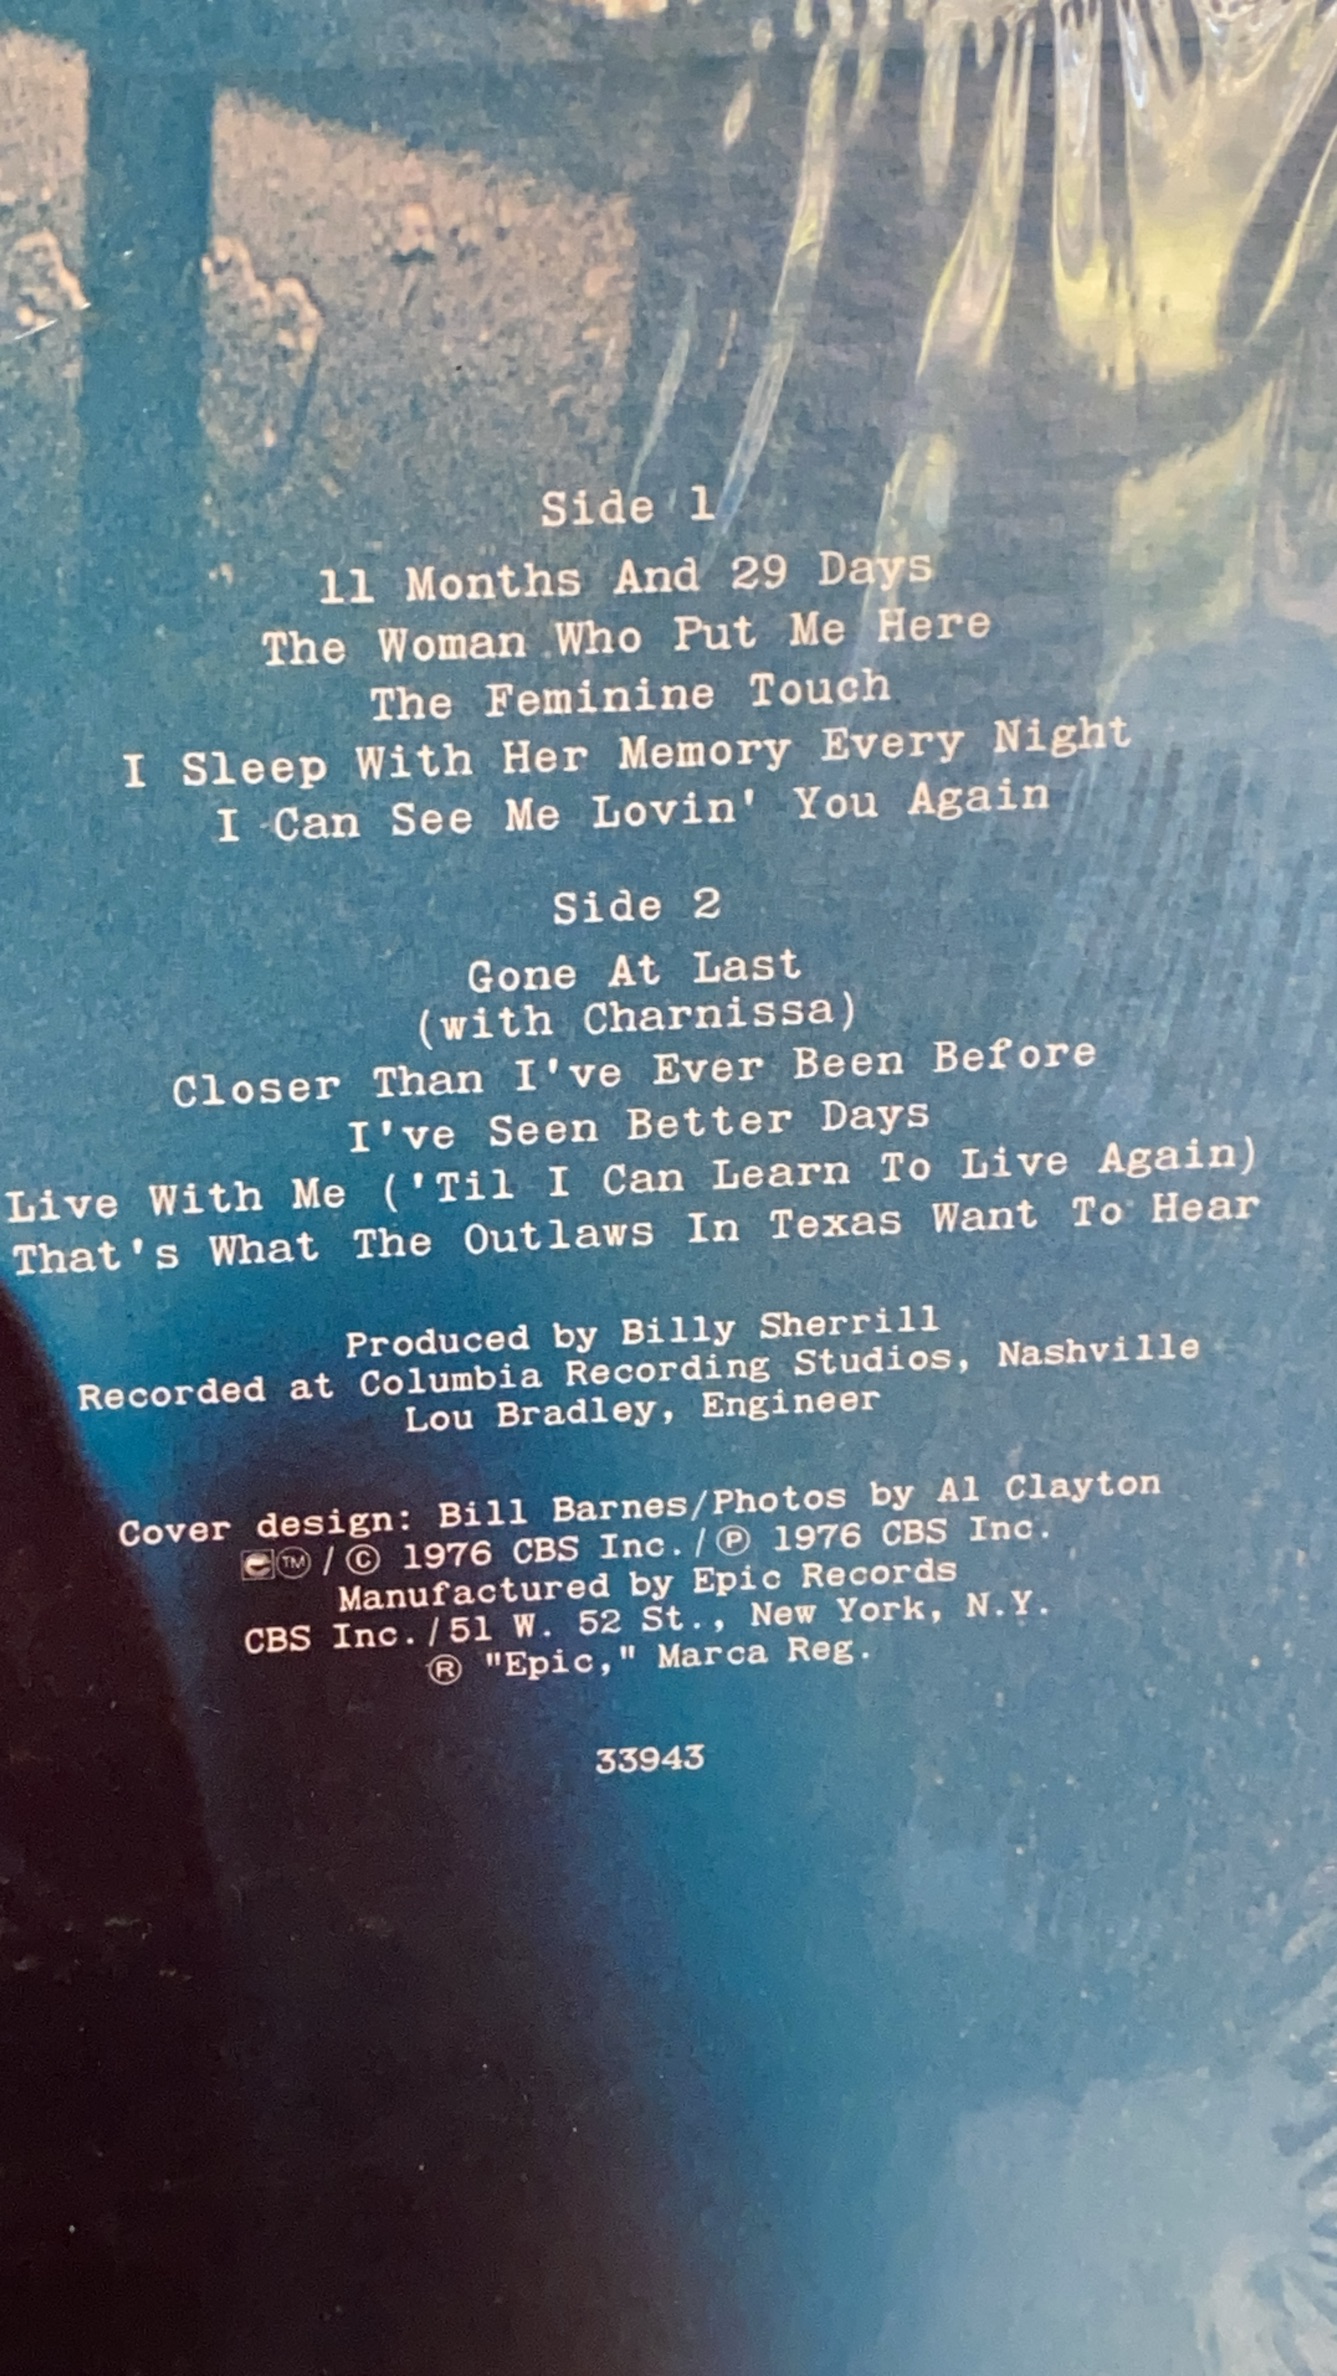 Side 1
11 Months And 29 Days
The Woman Who Put Me Here
The Feminine Touch
I Sleep With Her Memory Every Night
I Can See Me Lovin' You Again
Side 2
Gone At Last
(with Charnissa)
Closer Than I've Ever Been Before
I've Seen Better Days
Live With Me ('Til I Can Learn To Live Again)
That's What The Outlaws In Texas Want To Hear
Produced by Billy Sherrill
Recorded at Columbia Recording Studios, Nashville
Lou Bradley, Engineer
Cover design: Bill Barnes/Photos by Al Clayton
e™/© 1976 CBS Inc./℗ 1976 CBS Inc.
Manufactured by Epic Records
CBS Inc./51 W. 52 St., New York, N.Y.
® "Epic," Marca Reg.
33943